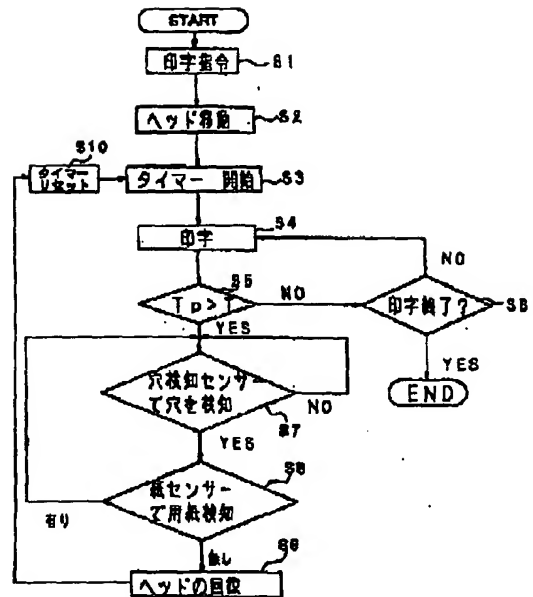 START
印字指令
S1
ヘッド移動
S2
S10
タイマー
リセット
タイマー 開始
S3
印字
S4
NO
S5
Tp>T
NO
印字終了?
S6
YES
YES
END
穴検知センサー
で穴を検知
NO
S7
YES
S8
紙センサー
で用紙検知
有り
無し
S9
ヘッドの回復